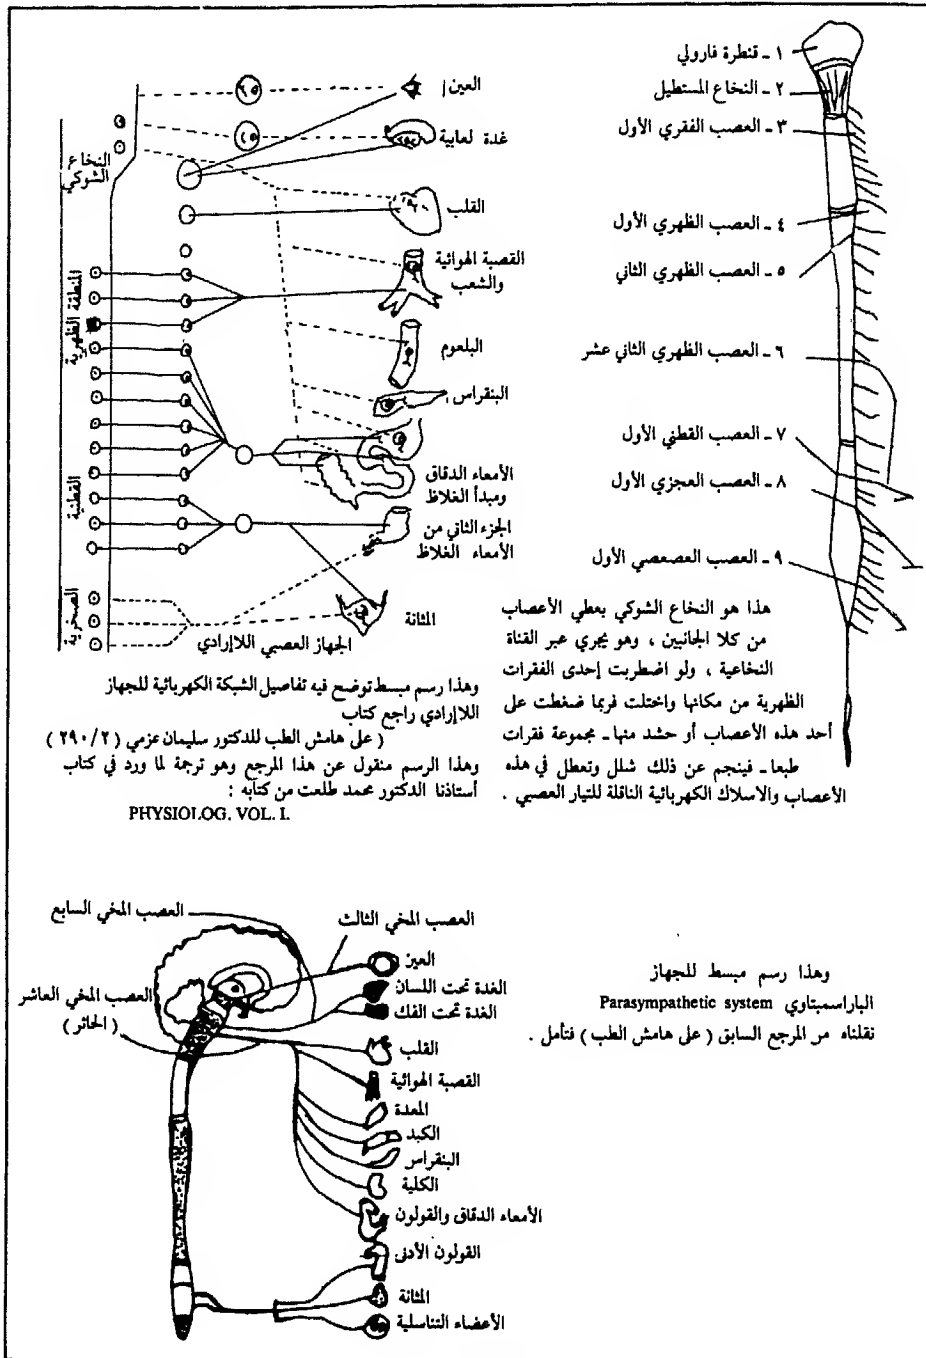 ١ ـ قنطرة فارولي
٢ ـ النخاع المستطيل
٣ ـ العصب الفقري الأول
٤ ـ العصب الظهري الأول
٥ ـ العصب الظهري الثاني
٦ ـ العصب الظهري الثاني عشر
٧ ـ العصب القطني الأول
٨ ـ العصب العجزي الأول
٩ ـ العصب العصعصي الأول
هذا هو النخاع الشوكي يعطي الأعصاب
من كلا الجانبين ، وهو يجري عبر القناة
النخاعية ، ولو اضطربت إحدى الفقرات
الظهرية من مكانها واختلت فربما ضغطت على
أحد هذه الأعصاب أو حشد منها ـ مجموعة فقرات
طبعا ـ فينجم عن ذلك شلل وتعطل في هذه
الأعصاب والاسلاك الكهربائية الناقلة للتيار العصبي .
العين
غدة لعابية
القلب
القصبة الهوائية
والشعب
البلعوم
البنقراس
الأمعاء الدقاق
ومبدأ الغلاظ
الجزء الثاني من
الأمعاء الغلاظ
المثانة
النخاع
الشوكي
المنطقة الظهرية
القطنية
الصخرية
الجهاز العصبي اللاإرادي
وهذا رسم مبسط توضح فيه تفاصيل الشبكة الكهربائية للجهاز
اللاإرادي راجع كتاب
( على هامش الطب للدكتور سليمان عزمي ( ٢٩٠/٢ )
وهذا الرسم منقول عن هذا المرجع وهو ترجمة لما ورد في كتاب
أستاذنا الدكتور محمد طلعت من كتابه :
PHYSIOLOG. VOL. I.
وهذا رسم مبسط للجهاز
الباراسمبتاوي Parasympathetic system
نقلناه من المرجع السابق ( على هامش الطب ) فتأمل .
العصب المخي السابع
العصب المخي الثالث
العصب المخي العاشر
( الحائر )
العين
الغدة تحت اللسان
الغدة تحت الفك
القلب
القصبة الهوائية
المعدة
الكبد
البنقراس
الكلية
الأمعاء الدقاق والقولون
القولون الأدنى
المثانة
الأعضاء التناسلية